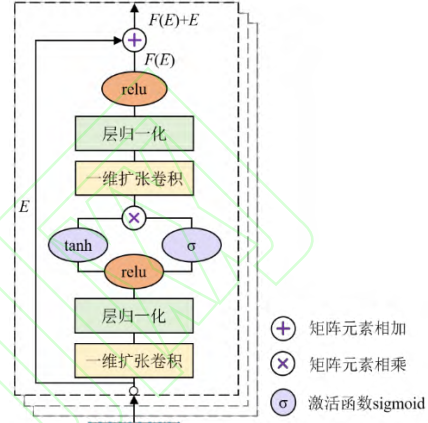 F(E)+E
F(E)
relu
层归一化
一维扩张卷积
E
tanh
σ
relu
层归一化
一维扩张卷积
矩阵元素相加
矩阵元素相乘
σ 激活函数sigmoid